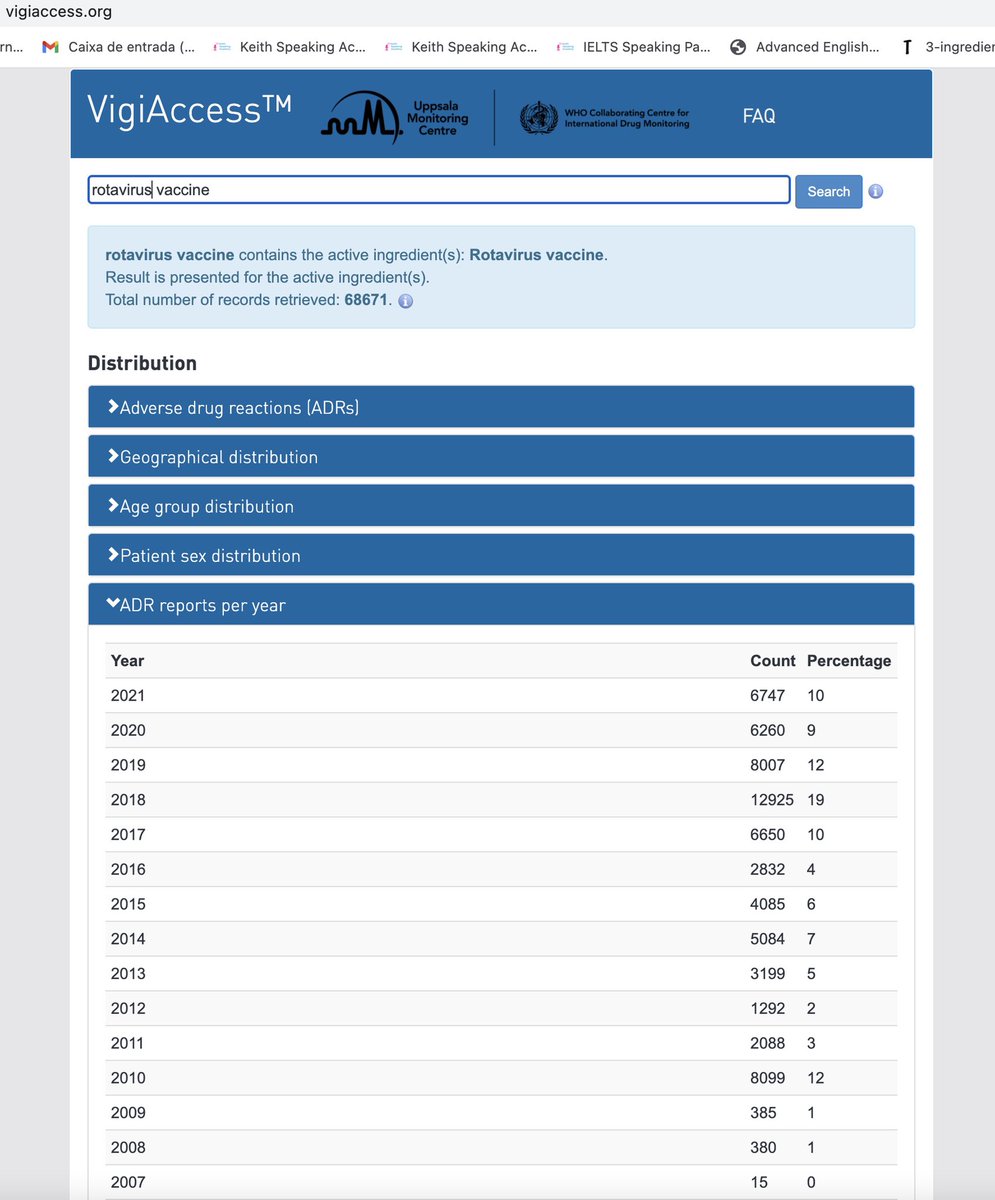 vigiaccess.org
rn... Caixa de entrada (... Keith Speaking Ac... Keith Speaking Ac... IELTS Speaking Pa... Advanced English... 3-ingredien
VigiAccess™ Uppsala Monitoring Centre WHO Collaborating Centre for International Drug Monitoring FAQ
rotavirus vaccine Search
rotavirus vaccine contains the active ingredient(s): Rotavirus vaccine.
Result is presented for the active ingredient(s).
Total number of records retrieved: 68671.
Distribution
Adverse drug reactions (ADRs)
Geographical distribution
Age group distribution
Patient sex distribution
ADR reports per year
Year Count Percentage
2021 6747 10
2020 6260 9
2019 8007 12
2018 12925 19
2017 6650 10
2016 2832 4
2015 4085 6
2014 5084 7
2013 3199 5
2012 1292 2
2011 2088 3
2010 8099 12
2009 385 1
2008 380 1
2007 15 0